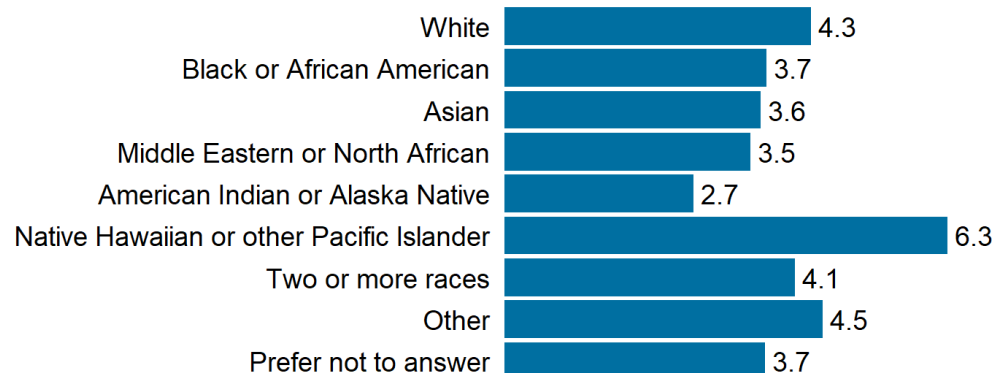 White 4.3
Black or African American 3.7
Asian 3.6
Middle Eastern or North African 3.5
American Indian or Alaska Native 2.7
Native Hawaiian or other Pacific Islander 6.3
Two or more races 4.1
Other 4.5
Prefer not to answer 3.7